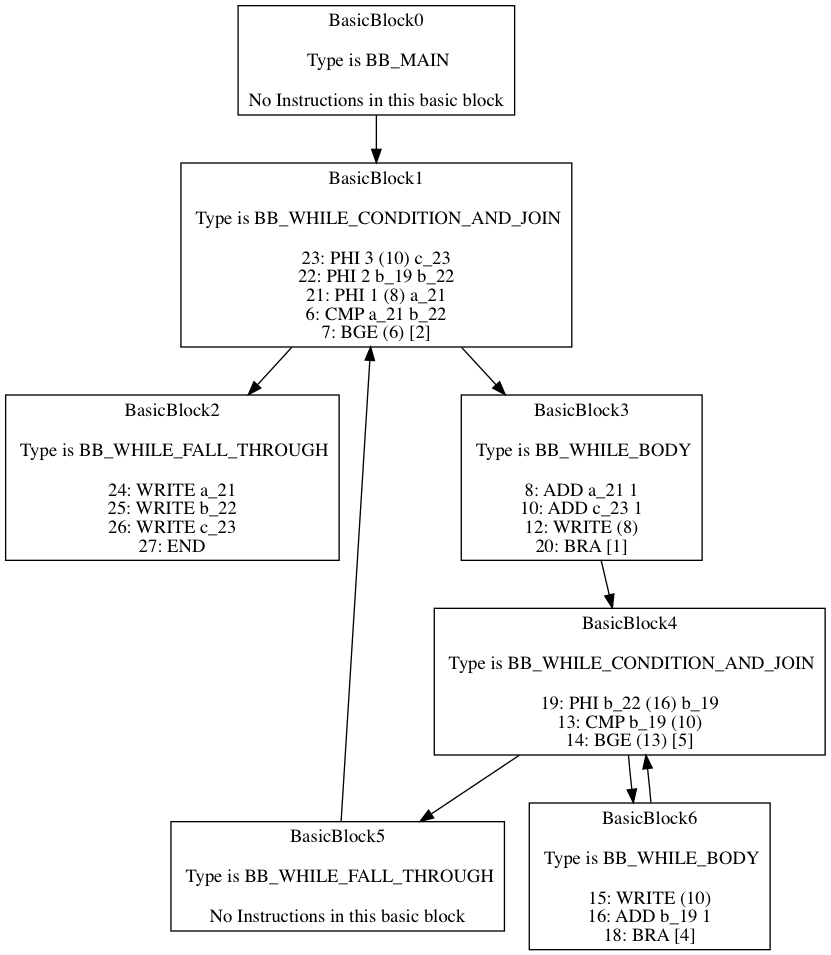 BasicBlock0
Type is BB_MAIN
No Instructions in this basic block
BasicBlock1
Type is BB_WHILE_CONDITION_AND_JOIN
23: PHI 3 (10) c_23
22: PHI 2 b_19 b_22
21: PHI 1 (8) a_21
6: CMP a_21 b_22
7: BGE (6) [2]
BasicBlock2
Type is BB_WHILE_FALL_THROUGH
24: WRITE a_21
25: WRITE b_22
26: WRITE c_23
27: END
BasicBlock3
Type is BB_WHILE_BODY
8: ADD a_21 1
10: ADD c_23 1
12: WRITE (8)
20: BRA [1]
BasicBlock4
Type is BB_WHILE_CONDITION_AND_JOIN
19: PHI b_22 (16) b_19
13: CMP b_19 (10)
14: BGE (13) [5]
BasicBlock5
Type is BB_WHILE_FALL_THROUGH
No Instructions in this basic block
BasicBlock6
Type is BB_WHILE_BODY
15: WRITE (10)
16: ADD b_19 1
18: BRA [4]